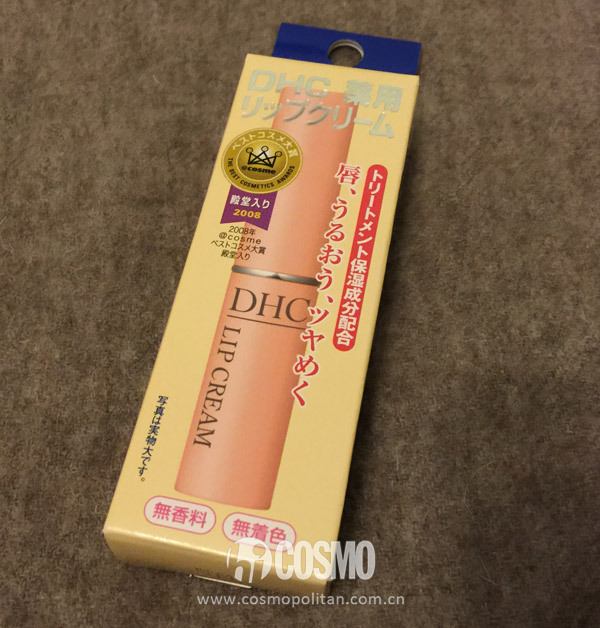 DHC 薬用
リップクリーム
ベストコスメ大賞
@cosme
THE BEST COSMETICS AWARDS
殿堂入り
2008
2008年
@cosme
ベストコスメ大賞
殿堂入り
トリートメント保湿成分配合
唇、うるおう、ツヤめく
DHC
LIP CREAM
写真は実物大です。
無香料
無着色
COSMO
www.cosmopolitan.com.cn